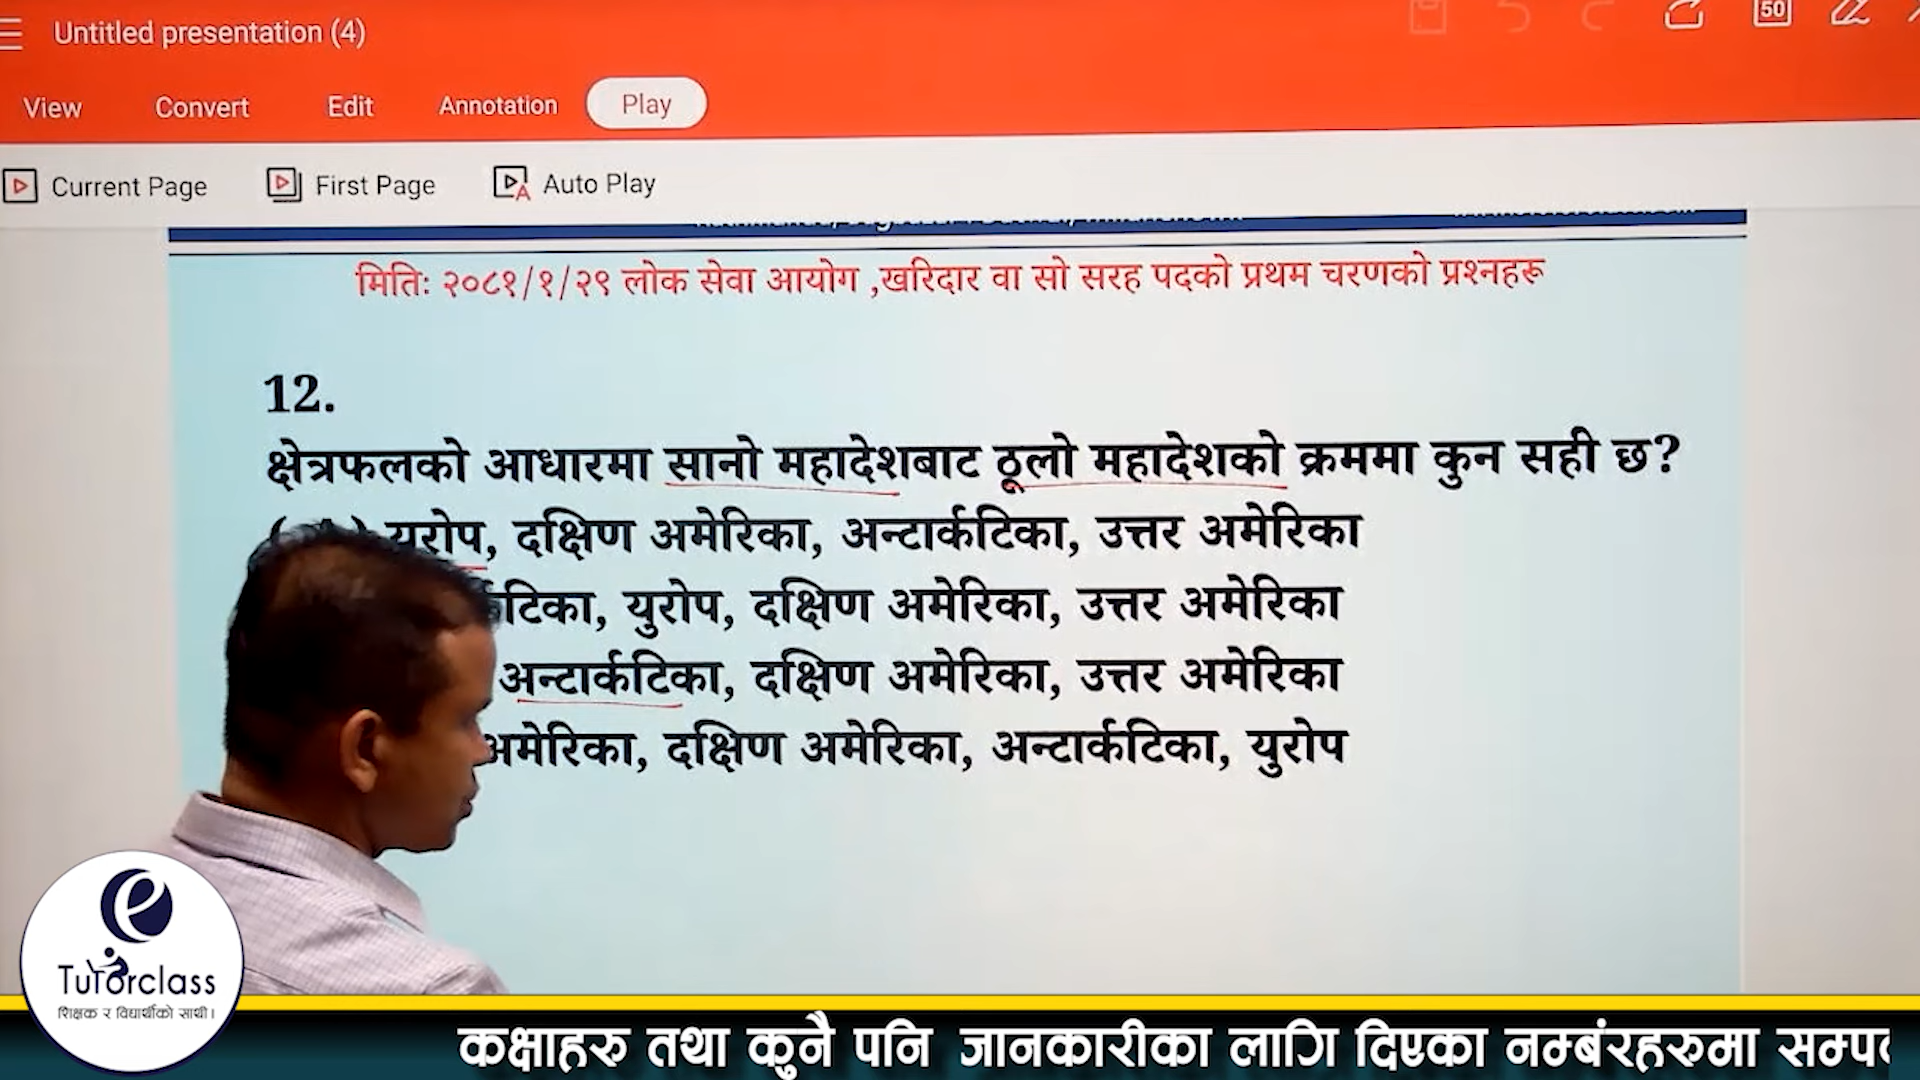 Untitled presentation (4)
50
View Convert Edit Annotation Play
Current Page First Page Auto Play
मितिः २०८१/१/२९ लोक सेवा आयोग ,खरिदार वा सो सरह पदको प्रथम चरणको प्रश्नहरू
12.
क्षेत्रफलको आधारमा सानो महादेशबाट ठूलो महादेशको क्रममा कुन सही छ?
युरोप, दक्षिण अमेरिका, अन्टार्कटिका, उत्तर अमेरिका
युरोप, दक्षिण अमेरिका, उत्तर अमेरिका
अन्टार्कटिका, दक्षिण अमेरिका, उत्तर अमेरिका
अमेरिका, दक्षिण अमेरिका, अन्टार्कटिका, युरोप
e
Tutorclass
शिक्षक र विद्यार्थीको साथी।
कक्षाहरु तथा कुनै पनि जानकारीका लागि दिएका नम्बंरहरुमा